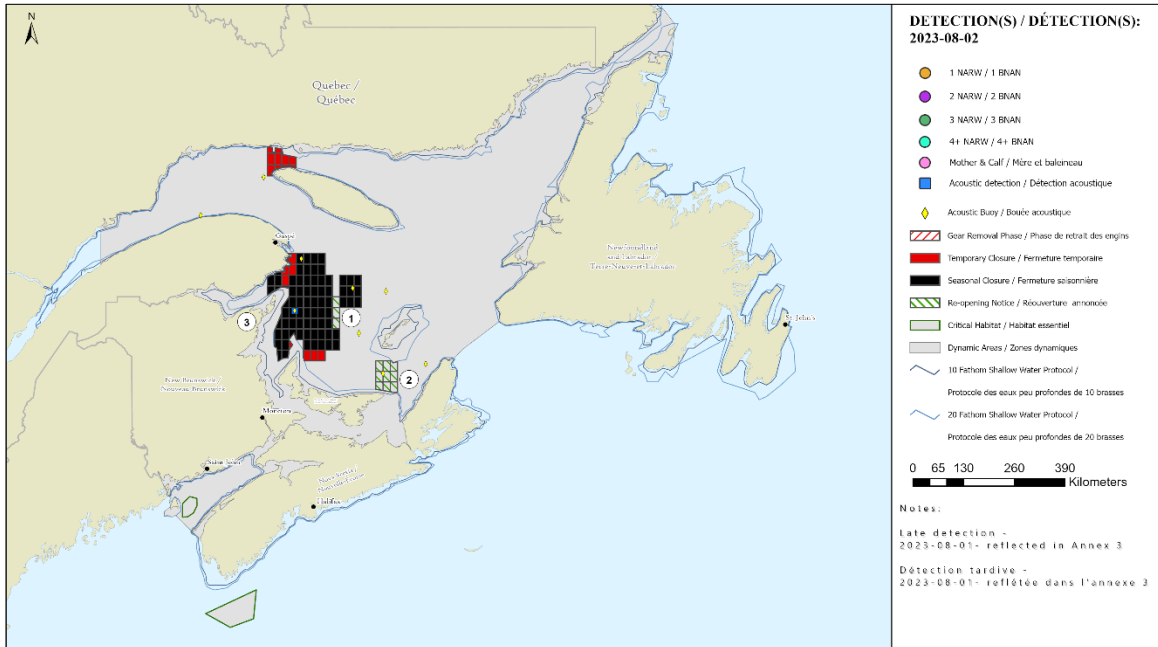 N
Quebec /
Québec
Gaspé
Newfoundland
and Labrador /
Terre-Neuve-et-Labrador
St. John's
3
1
2
New Brunswick /
Nouveau-Brunswick
Moncton
Saint John
Nova Scotia /
Nouvelle-Écosse
Halifax
DETECTION(S) / DÉTECTION(S):
2023-08-02
1 NARW / 1 BNAN
2 NARW / 2 BNAN
3 NARW / 3 BNAN
4+ NARW / 4+ BNAN
Mother & Calf / Mère et baleineau
Acoustic detection / Détection acoustique
Acoustic Buoy / Bouée acoustique
Gear Removal Phase / Phase de retrait des engins
Temporary Closure / Fermeture temporaire
Seasonal Closure / Fermeture saisonnière
Re-opening Notice / Réouverture annoncée
Critical Habitat / Habitat essentiel
Dynamic Areas / Zones dynamiques
10 Fathom Shallow Water Protocol /
Protocole des eaux peu profondes de 10 brasses
20 Fathom Shallow Water Protocol /
Protocole des eaux peu profondes de 20 brasses
0 65 130 260 390
Kilometers
Notes:
Late detection -
2023-08-01- reflected in Annex 3
Détection tardive -
2023-08-01- reflétée dans l'annexe 3